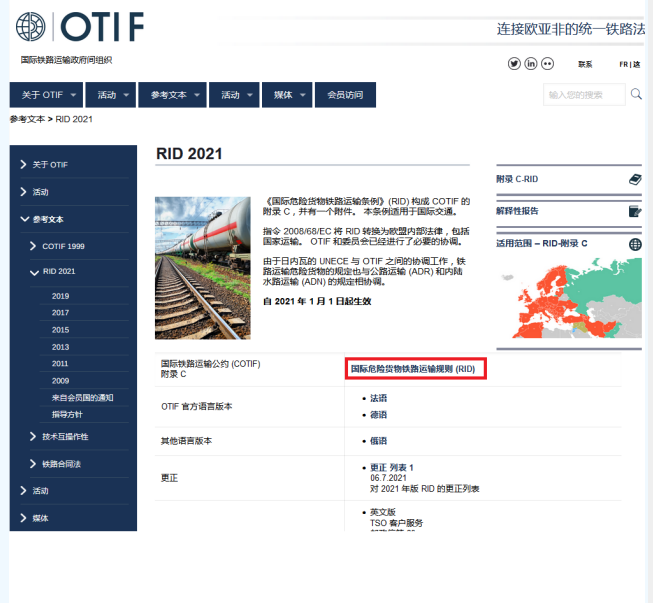 OTIF
连接欧亚非的统一铁路法
国际铁路运输政府间组织
in
联系
FR | 这
关于 OTIF
活动
参考文本
活动
媒体
会员访问
输入您的搜索
参考文本 > RID 2021
关于 OTIF
活动
参考文本
COTIF 1999
RID 2021
2019
2017
2015
2013
2011
2009
来自会员国的通知
指导方针
技术互操作性
铁路合同法
活动
媒体
RID 2021
《国际危险货物铁路运输条例》(RID) 构成 COTIF 的
附录 C，并有一个附件。 本条例适用于国际交通。
指令 2008/68/EC 将 RID 转换为欧盟内部法律，包括
国家运输。 OTIF 和委员会已经进行了必要的协调。
由于日内瓦的 UNECE 与 OTIF 之间的协调工作，铁
路运输危险货物的规定也与公路运输 (ADR) 和内陆
水路运输 (ADN) 的规定相协调。
自 2021 年 1 月 1 日起生效
附录 C-RID
解释性报告
适用范围 – RID-附录 C
国际铁路运输公约 (COTIF)
附录 C
国际危险货物铁路运输规则 (RID)
OTIF 官方语言版本
• 法语
• 德语
其他语言版本
• 俄语
更正
• 更正 列表 1
06.7.2021
对 2021 年版 RID 的更正列表
• 英文版
TSO 客户服务